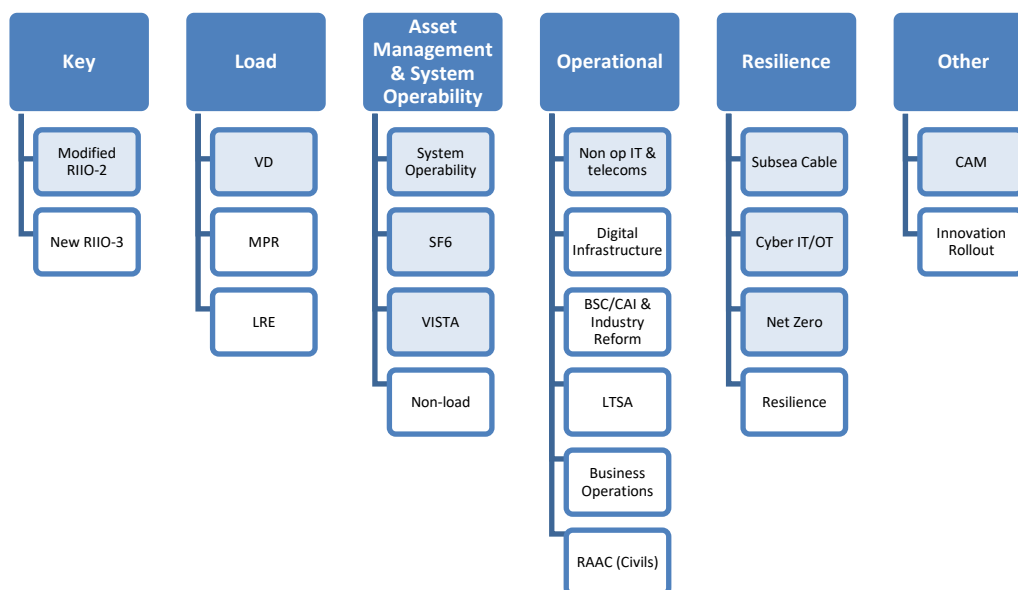 Key
Modified
RIIO-2
New RIIO-3
Load
VD
MPR
LRE
Asset
Management
& System
Operability
System
Operability
SF6
VISTA
Non-load
Operational
Non op IT &
telecoms
Digital
Infrastructure
BSC/CAI &
Industry
Reform
LTSA
Business
Operations
RAAC (Civils)
Resilience
Subsea Cable
Cyber IT/OT
Net Zero
Resilience
Other
CAM
Innovation
Rollout